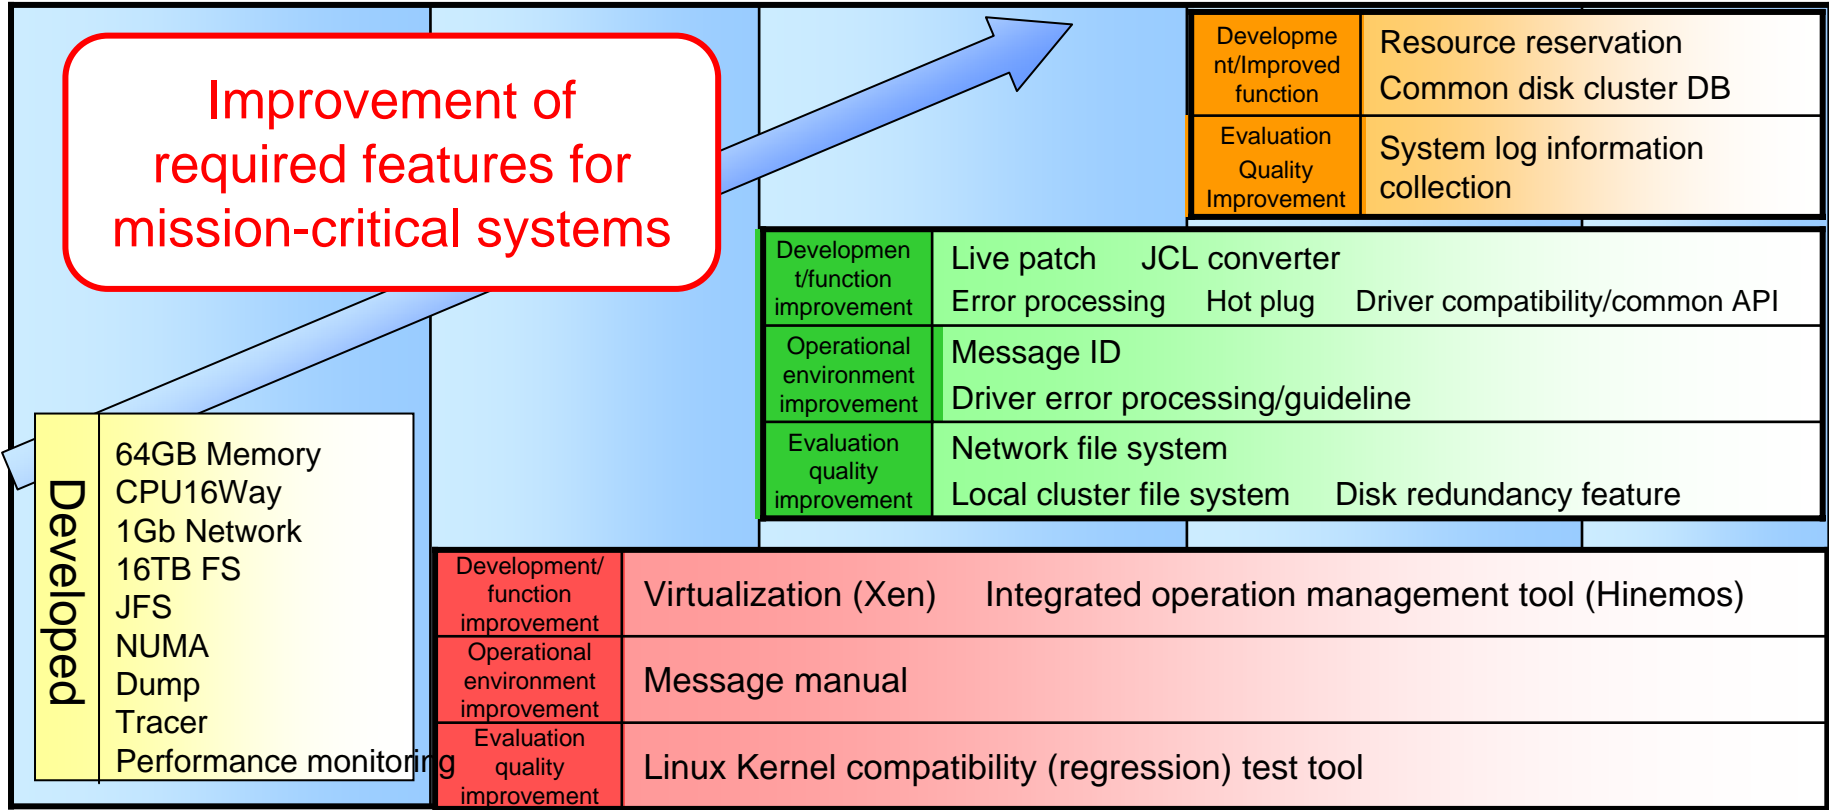 Improvement of
required features for
mission-critical systems
Developme
nt/Improved
function
Resource reservation
Common disk cluster DB
Evaluation
Quality
Improvement
System log information
collection
Developmen
t/function
improvement
Live patch JCL converter
Error processing Hot plug Driver compatibility/common API
Operational
environment
improvement
Message ID
Driver error processing/guideline
Evaluation
quality
improvement
Network file system
Local cluster file system Disk redundancy feature
Developed
64GB Memory
CPU16Way
1Gb Network
16TB FS
JFS
NUMA
Dump
Tracer
Performance monitoring
Development/
function
improvement
Virtualization (Xen) Integrated operation management tool (Hinemos)
Operational
environment
improvement
Message manual
Evaluation
quality
improvement
Linux Kernel compatibility (regression) test tool